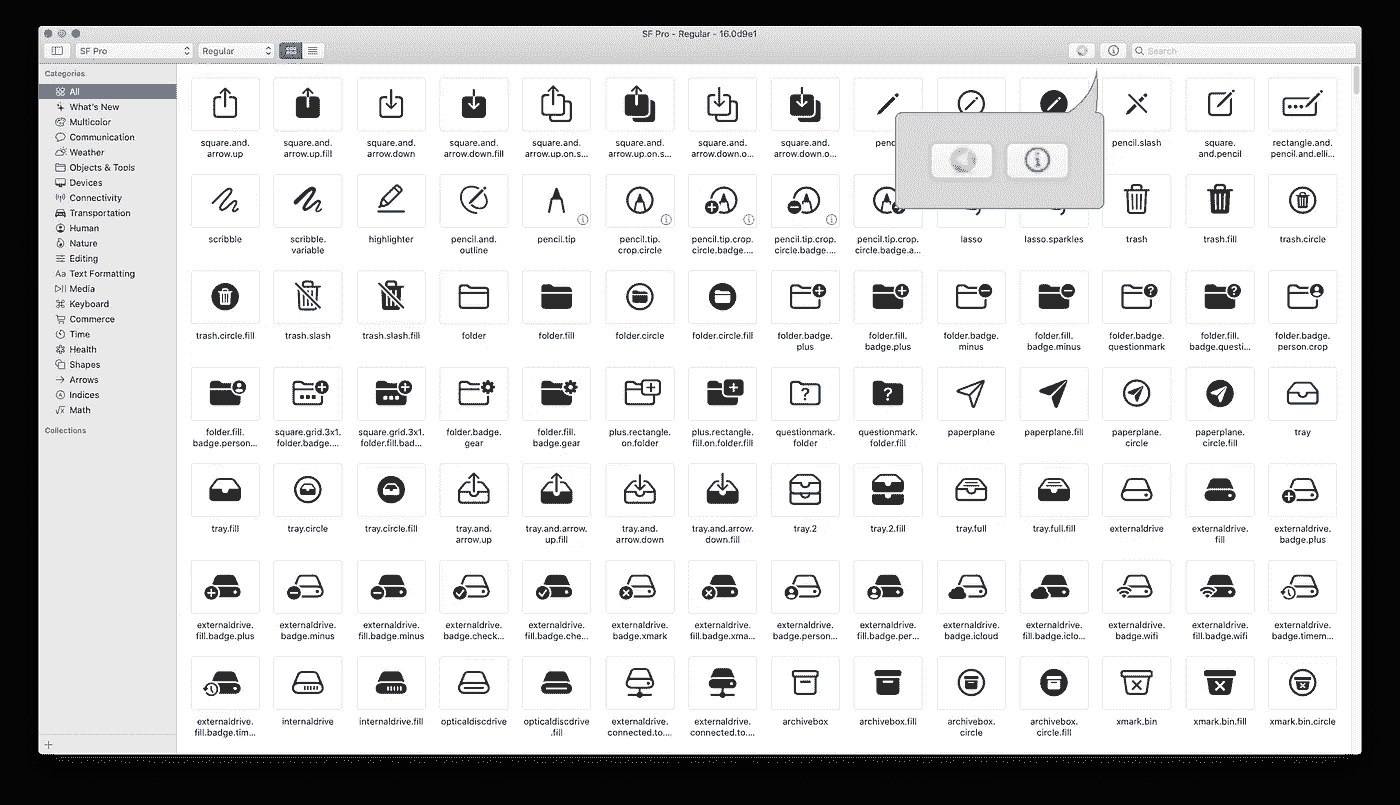 SF Pro - Regular - 16.0d9e1
SF Pro
Regular
Search
Categories
All
What's New
Multicolor
Communication
Weather
Objects & Tools
Devices
Connectivity
Transportation
Human
Nature
Editing
Aa Text Formatting
Media
Keyboard
Commerce
Time
Health
Shapes
Arrows
Indices
Math
Collections
square.and.
arrow.up
square.and.
arrow.up.fill
square.and.
arrow.down
square.and.
arrow.down.fill
square.and.
arrow.up.on.s...
square.and.
arrow.up.on.s...
square.and.
arrow.down.o...
square.and.
arrow.down.o...
pencil.slash
square.
and.pencil
rectangle.and.
pencil.and.elli...
scribble
scribble.
variable
highlighter
pencil.and.
outline
pencil.tip
pencil.tip.
crop.circle
pencil.tip.crop.
circle.badge....
pencil.tip.crop.
circle.badge....
pencil.tip.crop.
circle.badge.a...
lasso
lasso.sparkles
trash
trash.fill
trash.circle
trash.circle.fill
trash.slash
trash.slash.fill
folder
folder.fill
folder.circle
folder.circle.fill
folder.badge.
plus
folder.fill.
badge.plus
folder.badge.
minus
folder.fill.
badge.minus
folder.badge.
questionmark
folder.fill.
badge.questi...
folder.badge.
person.crop
folder.fill.
badge.person...
square.grid.3x1.
folder.badge....
square.grid.3x1.
folder.fill.bad...
folder.badge.
gear
folder.fill.
badge.gear
plus.rectangle.
on.folder
plus.rectangle.
fill.on.folder.fill
questionmark.
folder
questionmark.
folder.fill
paperplane
paperplane.fill
paperplane.
circle
paperplane.
circle.fill
tray
tray.fill
tray.circle
tray.circle.fill
tray.and.
arrow.up
tray.and.arrow.
up.fill
tray.and.
arrow.down
tray.and.arrow.
down.fill
tray.2
tray.2.fill
tray.full
tray.full.fill
externaldrive
externaldrive.
fill
externaldrive.
badge.plus
externaldrive.
fill.badge.plus
externaldrive.
badge.minus
externaldrive.
fill.badge.minus
externaldrive.
badge.check...
externaldrive.
fill.badge.che...
externaldrive.
badge.xmark
externaldrive.
fill.badge.xma...
externaldrive.
badge.person...
externaldrive.
fill.badge.per...
externaldrive.
badge.icloud
externaldrive.
fill.badge.iclo...
externaldrive.
badge.wifi
externaldrive.
fill.badge.wifi
externaldrive.
badge.timem...
externaldrive.
fill.badge.tim...
internaldrive
internaldrive.fill
opticaldiscdrive
opticaldiscdrive
.fill
externaldrive.
connected.to....
externaldrive.
connected.to....
archivebox
archivebox.fill
archivebox.
circle
archivebox.
circle.fill
xmark.bin
xmark.bin.fill
xmark.bin.circle